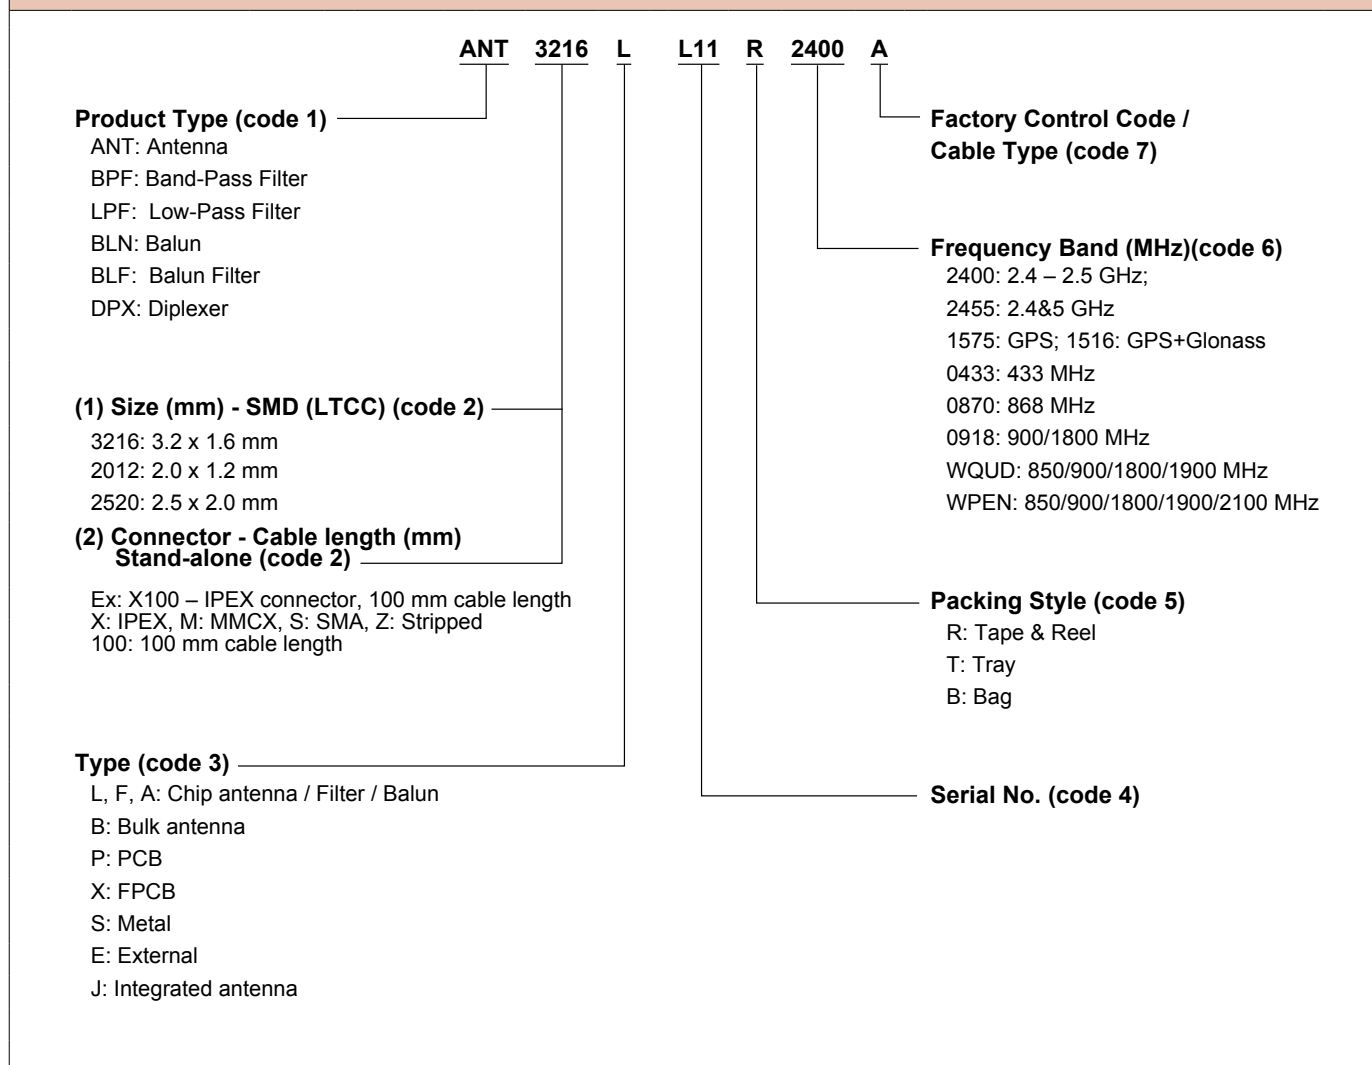 ANT 3216 L L11 R 2400 A
Product Type (code 1)
ANT: Antenna
BPF: Band-Pass Filter
LPF: Low-Pass Filter
BLN: Balun
BLF: Balun Filter
DPX: Diplexer
(1) Size (mm) - SMD (LTCC) (code 2)
3216: 3.2 x 1.6 mm
2012: 2.0 x 1.2 mm
2520: 2.5 x 2.0 mm
(2) Connector - Cable length (mm)
Stand-alone (code 2)
Ex: X100 – IPEX connector, 100 mm cable length
X: IPEX, M: MMCX, S: SMA, Z: Stripped
100: 100 mm cable length
Type (code 3)
L, F, A: Chip antenna / Filter / Balun
B: Bulk antenna
P: PCB
X: FPCB
S: Metal
E: External
J: Integrated antenna
Factory Control Code /
Cable Type (code 7)
Frequency Band (MHz)(code 6)
2400: 2.4 – 2.5 GHz;
2455: 2.4&5 GHz
1575: GPS; 1516: GPS+Glonass
0433: 433 MHz
0870: 868 MHz
0918: 900/1800 MHz
WQUD: 850/900/1800/1900 MHz
WPEN: 850/900/1800/1900/2100 MHz
Packing Style (code 5)
R: Tape & Reel
T: Tray
B: Bag
Serial No. (code 4)